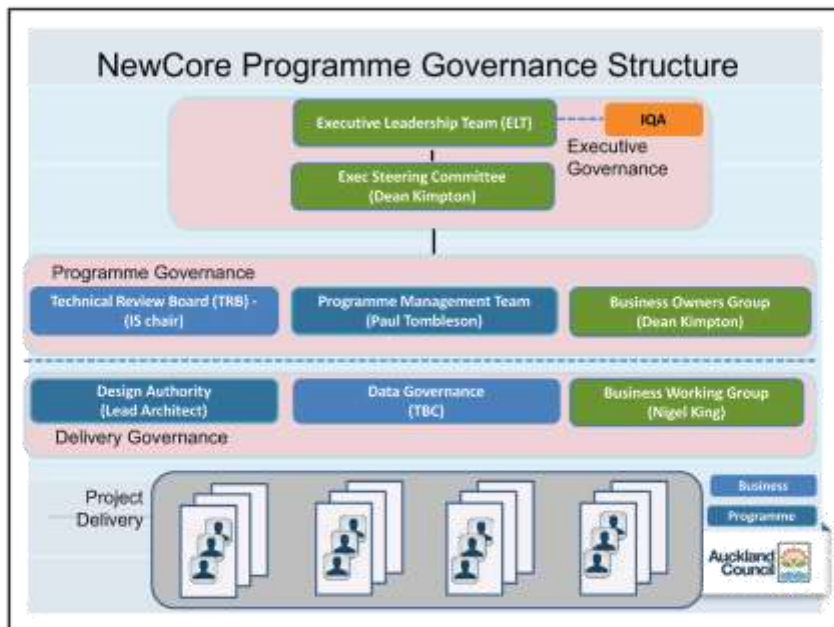 NewCore Programme Governance Structure
Executive Leadership Team (ELT)
IQA
Executive
Governance
Exec Steering Committee
(Dean Kimpton)
Programme Governance
Technical Review Board (TRB) -
(IS chair)
Programme Management Team
(Paul Tombleson)
Business Owners Group
(Dean Kimpton)
Design Authority
(Lead Architect)
Data Governance
(TBC)
Business Working Group
(Nigel King)
Delivery Governance
Project
Delivery
Business
Programme
Auckland
Council